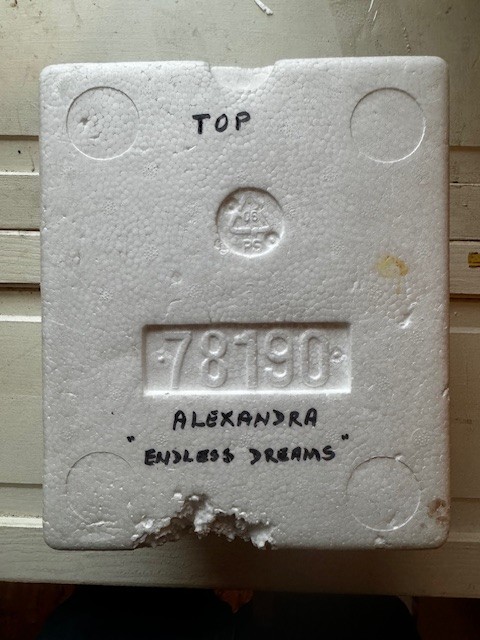 TOP
06
PS
78190
ALEXANDRA
"ENDLESS DREAMS"